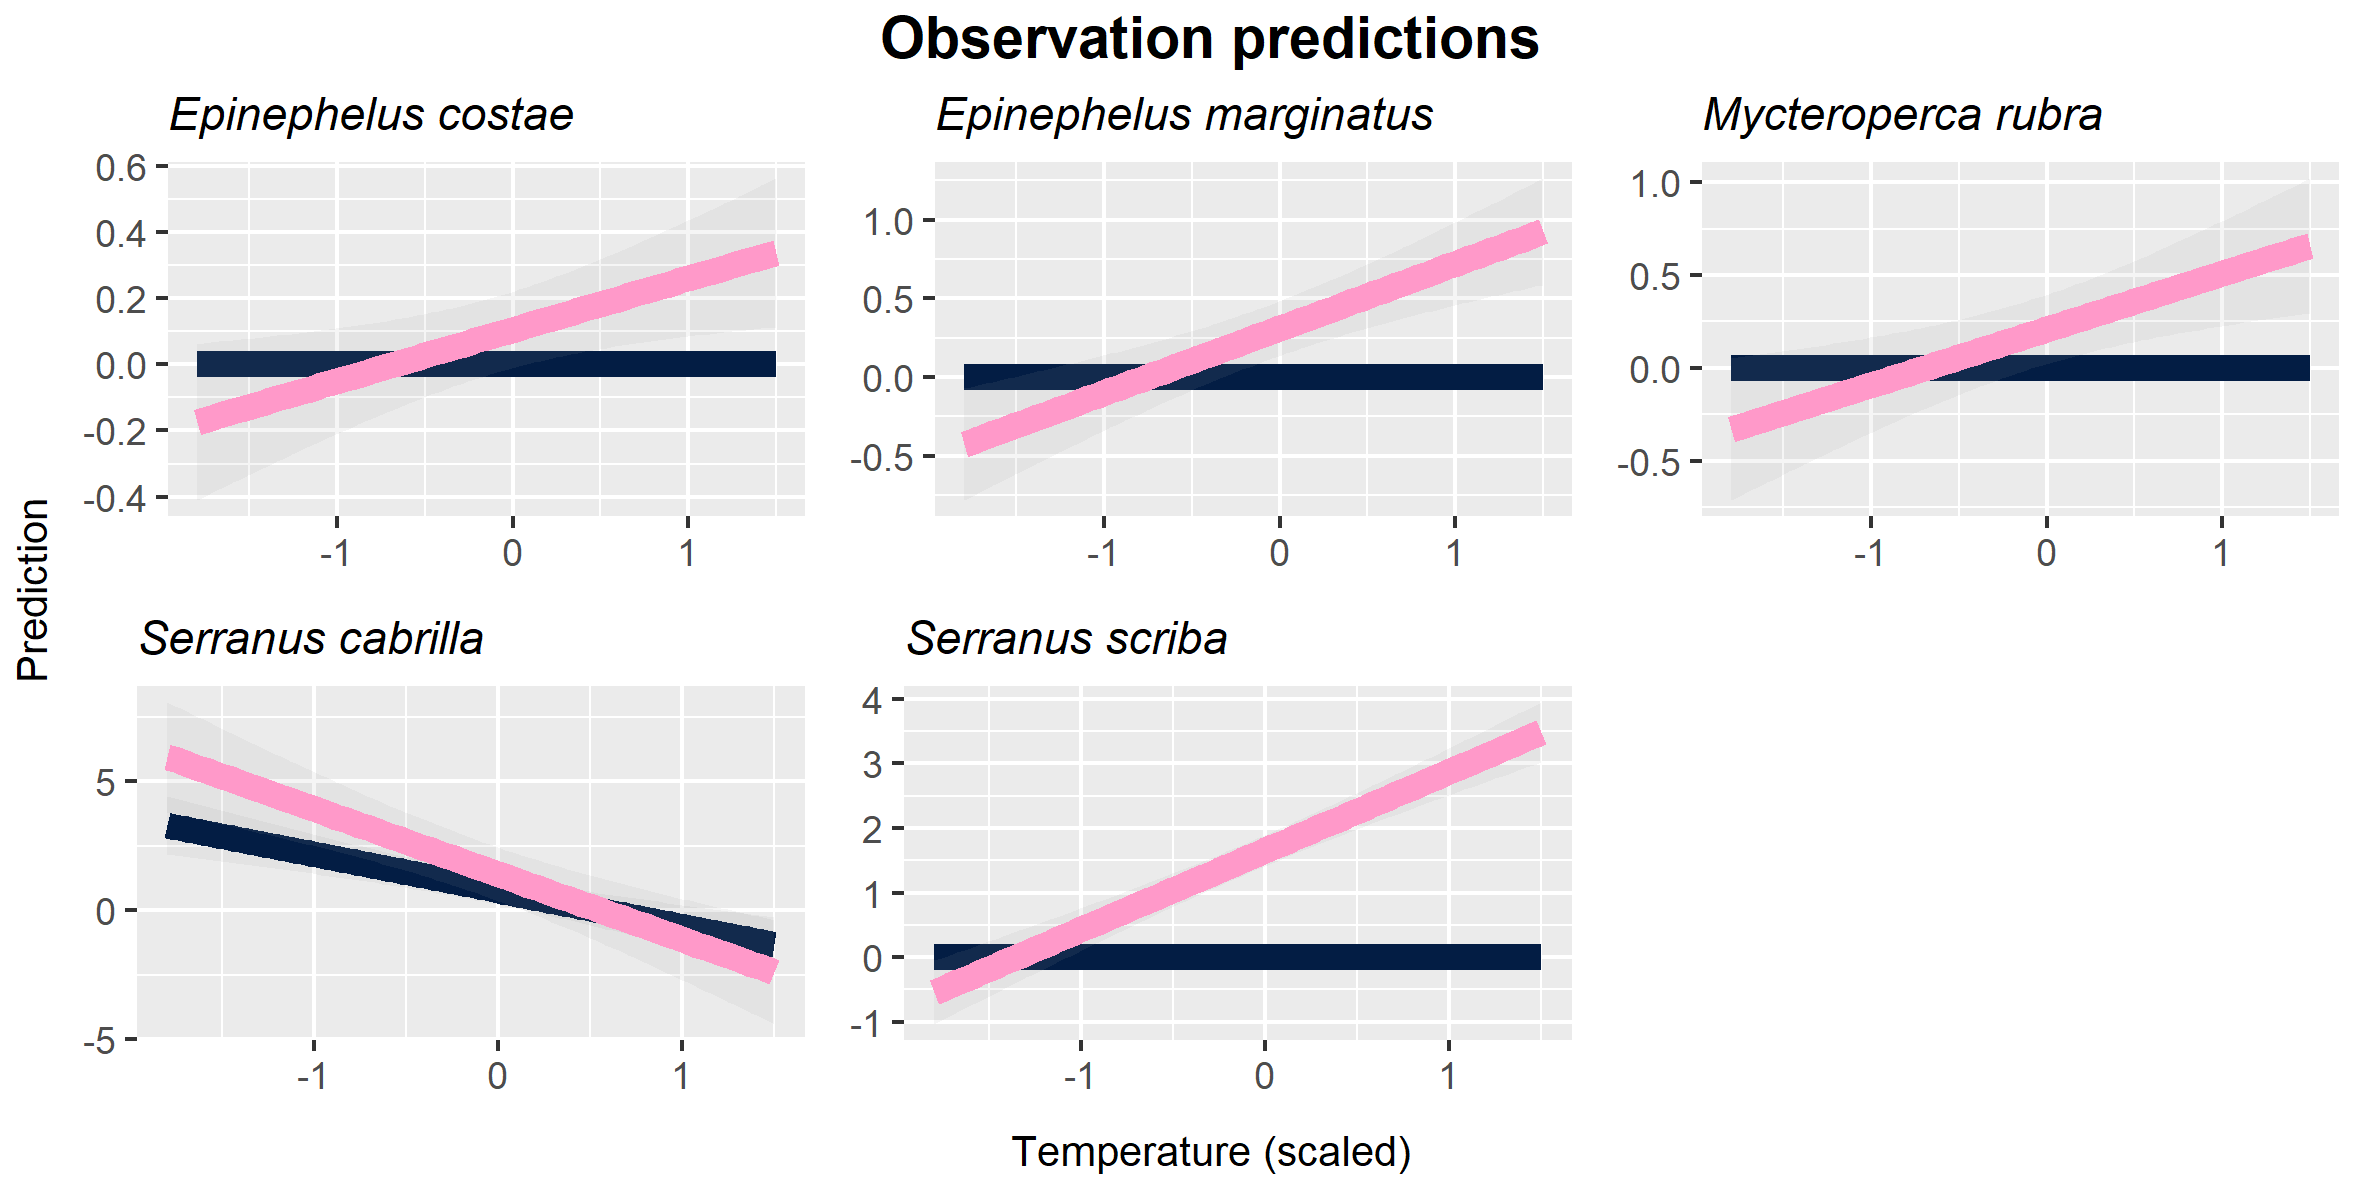 Observation predictions
Epinephelus costae
Epinephelus marginatus
Mycteroperca rubra
0.6
0.4
0.2
0.0
-0.2
-0.4
-1 0 1
1.0
0.5
0.0
-0.5
-1 0 1
1.0
0.5
0.0
-0.5
-1 0 1
Prediction
Serranus cabrilla
Serranus scriba
5
0
-5
-1 0 1
4
3
2
1
0
-1
-1 0 1
Temperature (scaled)